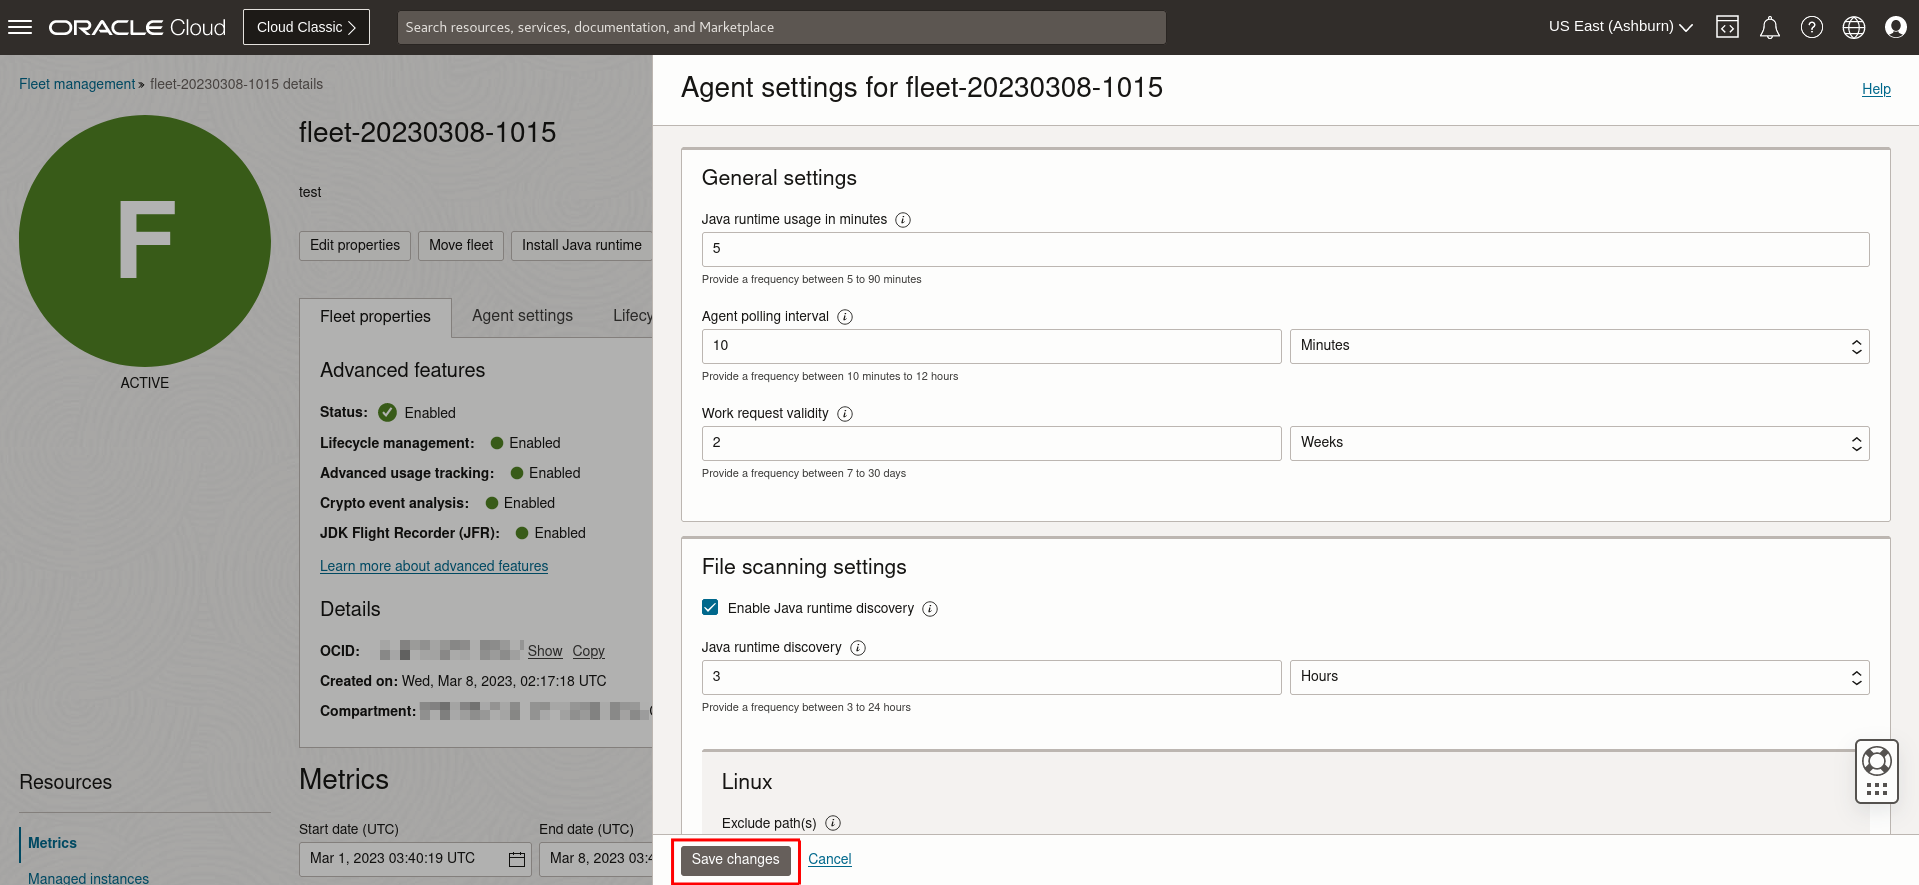 ORACLE Cloud
Cloud Classic
Search resources, services, documentation, and Marketplace
US East (Ashburn)
Fleet management » fleet-20230308-1015 details
F
ACTIVE
fleet-20230308-1015
test
Edit properties
Move fleet
Install Java runtime
Fleet properties
Agent settings
Lifecy
Advanced features
Status: Enabled
Lifecycle management: Enabled
Advanced usage tracking: Enabled
Crypto event analysis: Enabled
JDK Flight Recorder (JFR): Enabled
Learn more about advanced features
Details
OCID: Show Copy
Created on: Wed, Mar 8, 2023, 02:17:18 UTC
Compartment:
Resources
Metrics
Managed instances
Metrics
Start date (UTC)
Mar 1, 2023 03:40:19 UTC
End date (UTC)
Mar 8, 2023 03:4
Agent settings for fleet-20230308-1015
Help
General settings
Java runtime usage in minutes
5
Provide a frequency between 5 to 90 minutes
Agent polling interval
10
Minutes
Provide a frequency between 10 minutes to 12 hours
Work request validity
2
Weeks
Provide a frequency between 7 to 30 days
File scanning settings
Enable Java runtime discovery
Java runtime discovery
3
Hours
Provide a frequency between 3 to 24 hours
Linux
Exclude path(s)
Save changes
Cancel